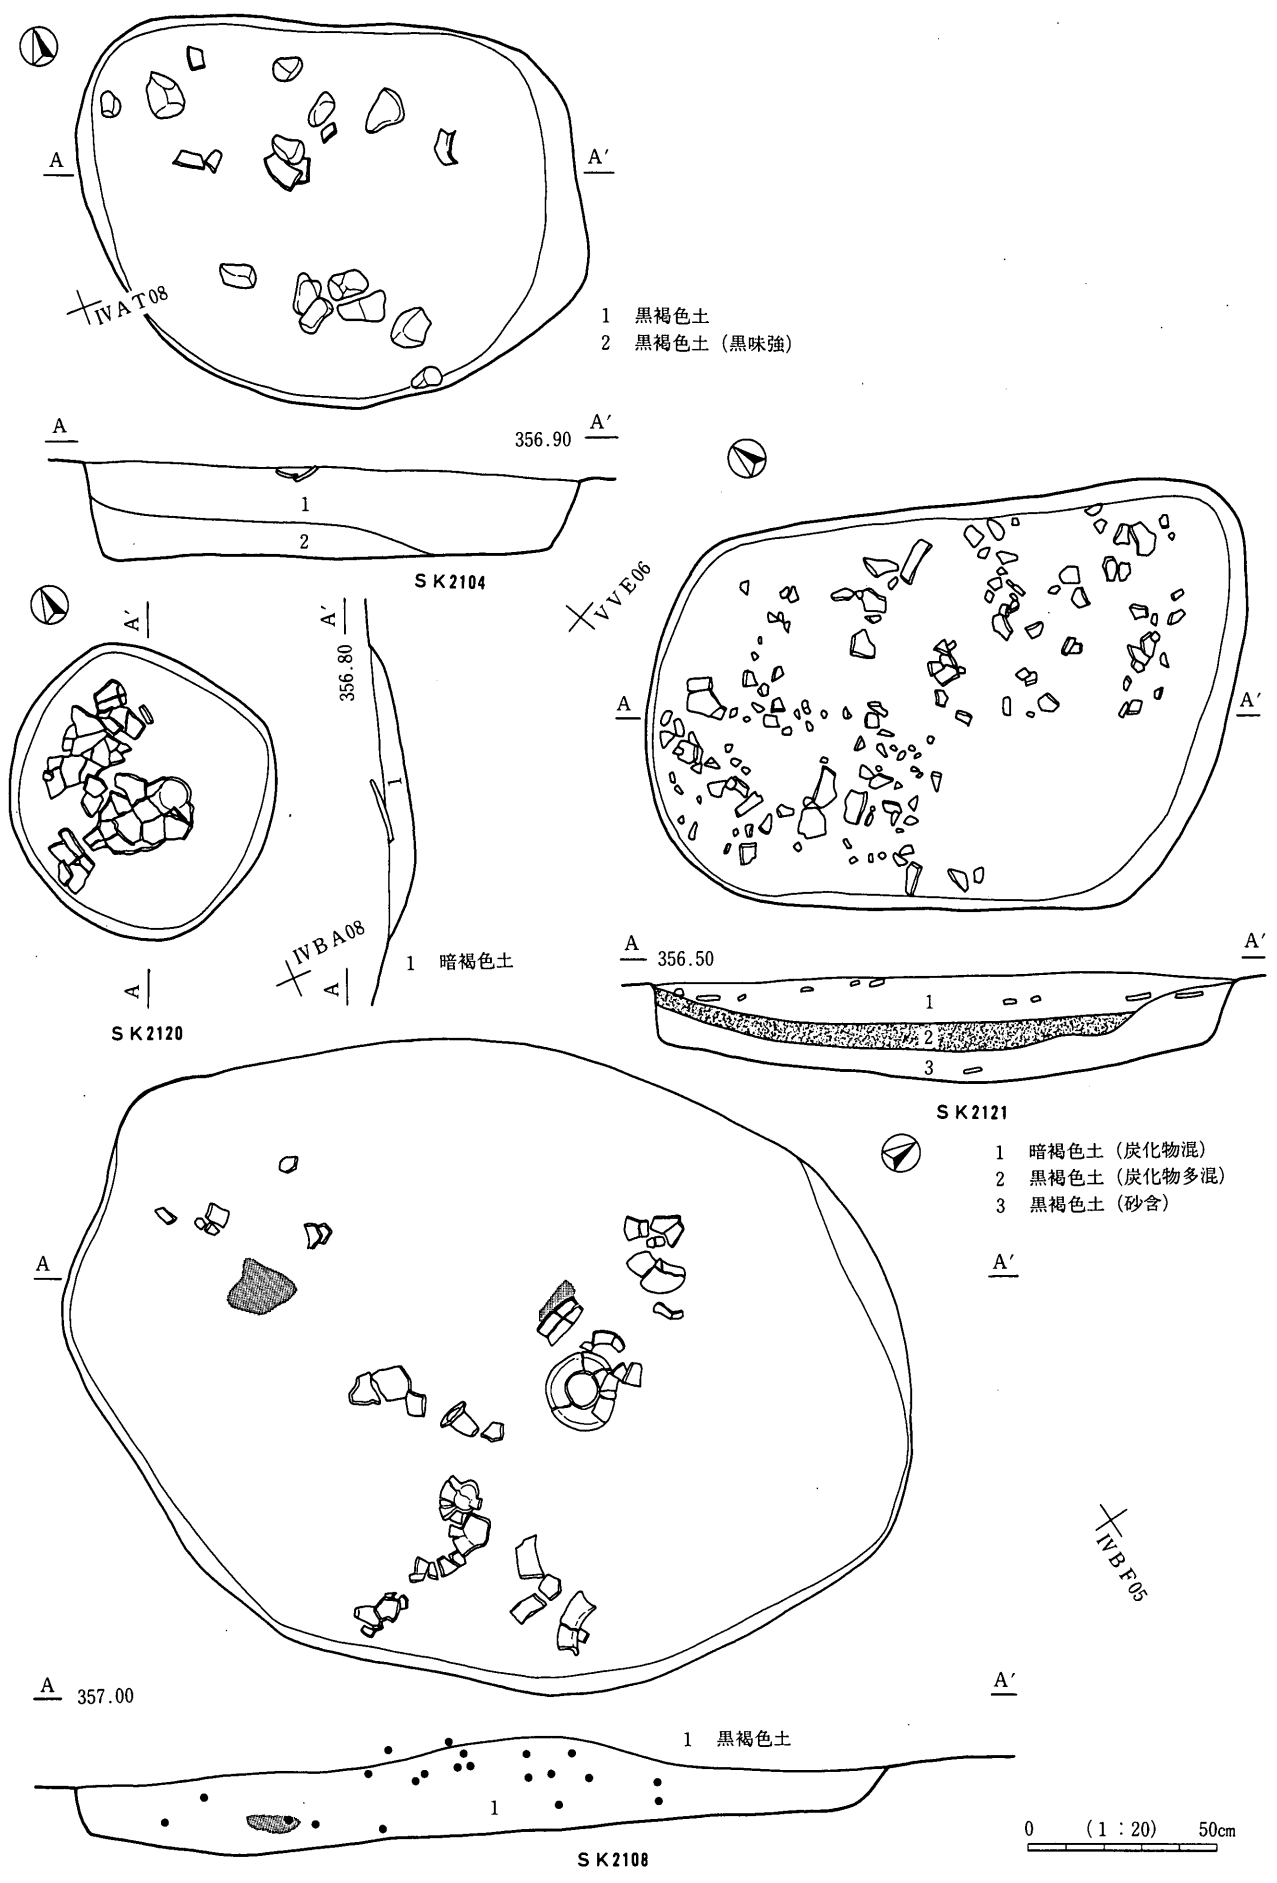 A
A′
ⅣAT08
1 黒褐色土
2 黒褐色土（黒味強）
A
356.90
A′
1
2
SK2104
A′
A′
356.80
1
A
A
ⅣBA08
1 暗褐色土
SK2120
ⅤVE06
A
A′
A
356.50
A′
1
2
3
SK2121
1 暗褐色土（炭化物混）
2 黒褐色土（炭化物多混）
3 黒褐色土（砂含）
A
A′
ⅣBF05
A
357.00
A′
1 黒褐色土
1
SK2108
0 (1：20) 50cm